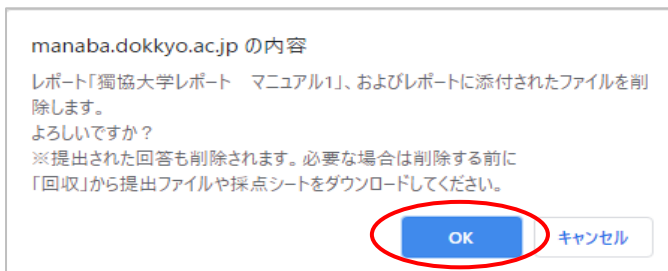 manaba.dokkyo.ac.jp の内容
レポート「獨協大学レポート　マニュアル1」、およびレポートに添付されたファイルを削
除します。
よろしいですか？
※提出された回答も削除されます。必要な場合は削除する前に
「回収」から提出ファイルや採点シートをダウンロードしてください。
OK
キャンセル